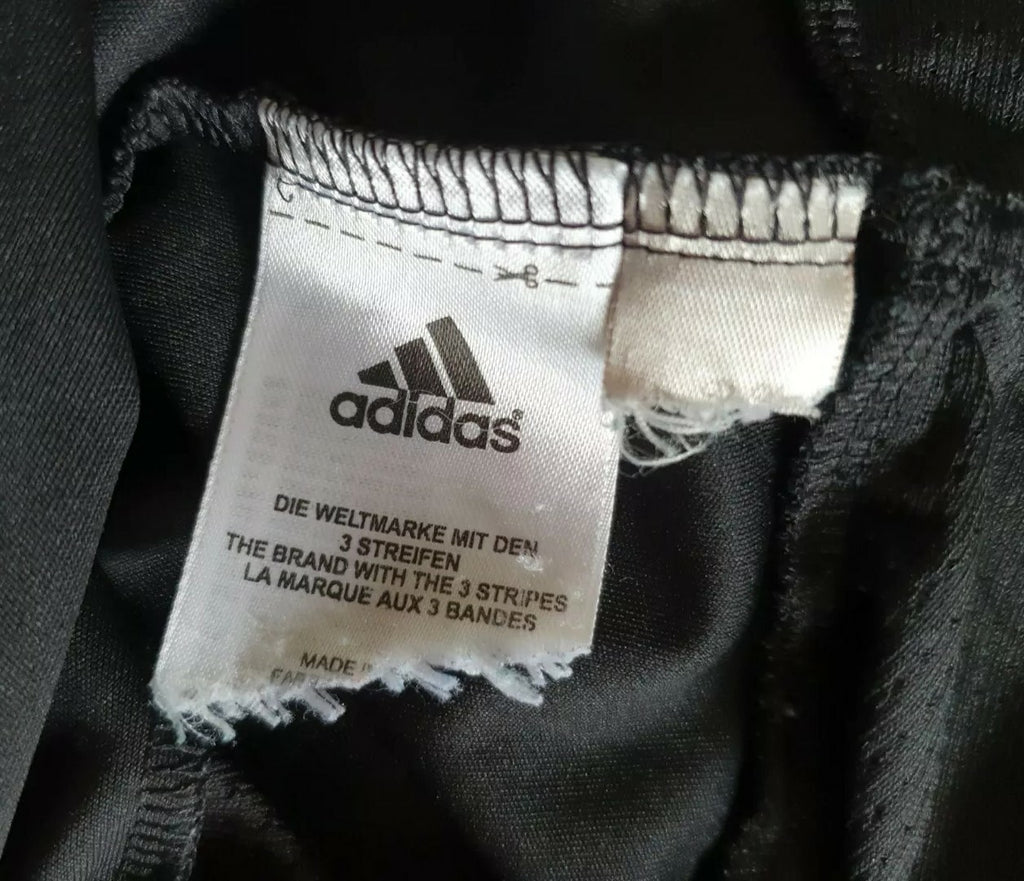 adidas®
DIE WELTMARKE MIT DEN
3 STREIFEN
THE BRAND WITH THE 3 STRIPES
LA MARQUE AUX 3 BANDES
MADE